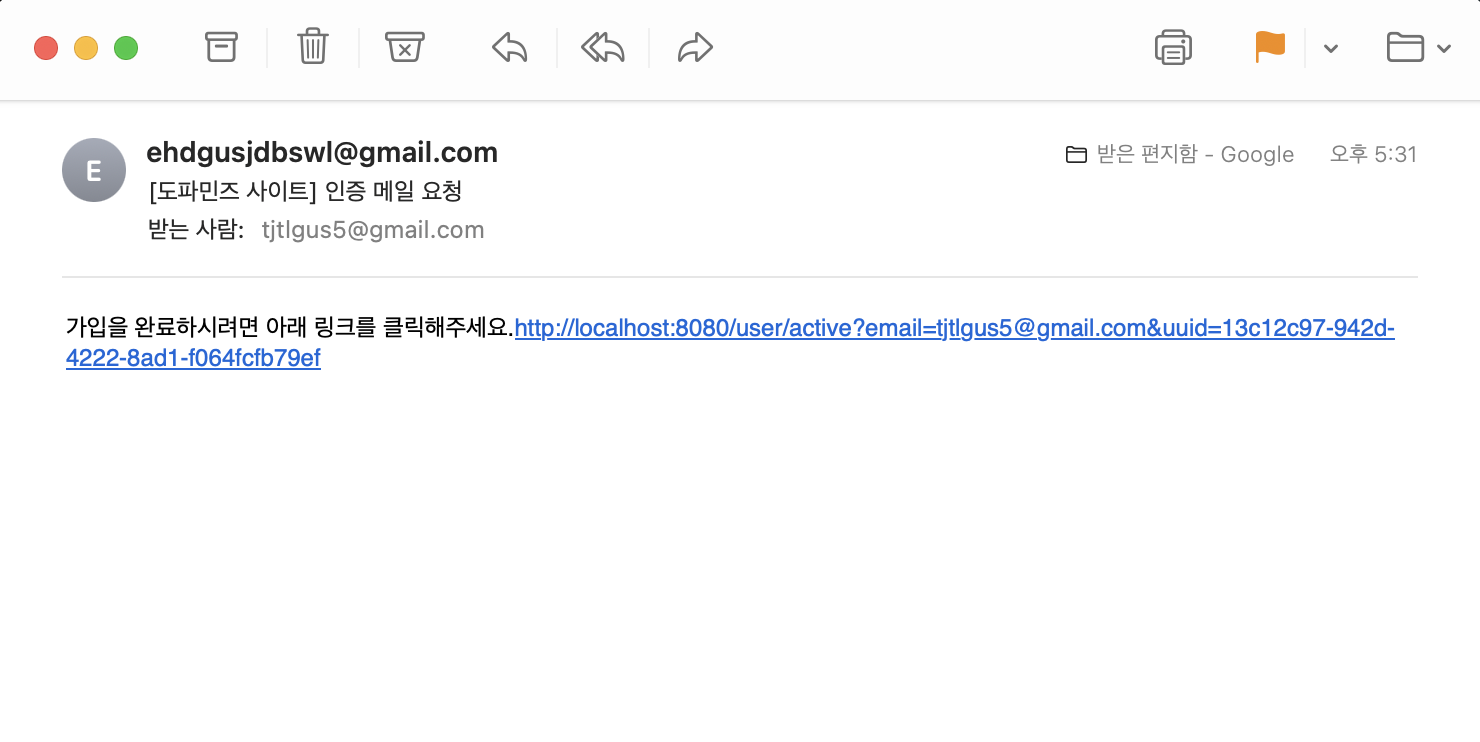 E
ehdgusjdbswl@gmail.com
받은 편지함 - Google
오후 5:31
[도파민즈 사이트] 인증 메일 요청
받는 사람: tjtlgus5@gmail.com
가입을 완료하시려면 아래 링크를 클릭해주세요.http://localhost:8080/user/active?email=tjtlgus5@gmail.com&uuid=13c12c97-942d-
4222-8ad1-f064fcfb79ef